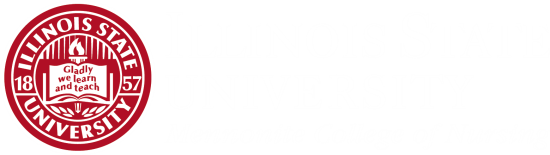 ILLINOIS STATE
Gladly
we learn
and teach
18 57
UNIVERSITY